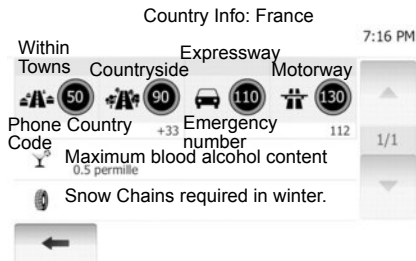 Country Info: France
7:16 PM
Within Towns
Countryside
Expressway
Motorway
50
90
110
130
Phone Country Code
+33
Emergency number
112
1/1
Maximum blood alcohol content
0.5 permille
Snow Chains required in winter.